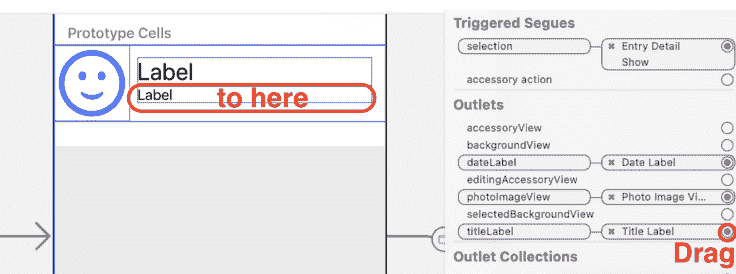 Prototype Cells
Label
Label
to here
Triggered Segues
selection
Entry Detail
Show
accessory action
Outlets
accessoryView
backgroundView
dateLabel
Date Label
editingAccessoryView
photoImageView
Photo Image Vi...
selectedBackgroundView
titleLabel
Title Label
Drag
Outlet Collections